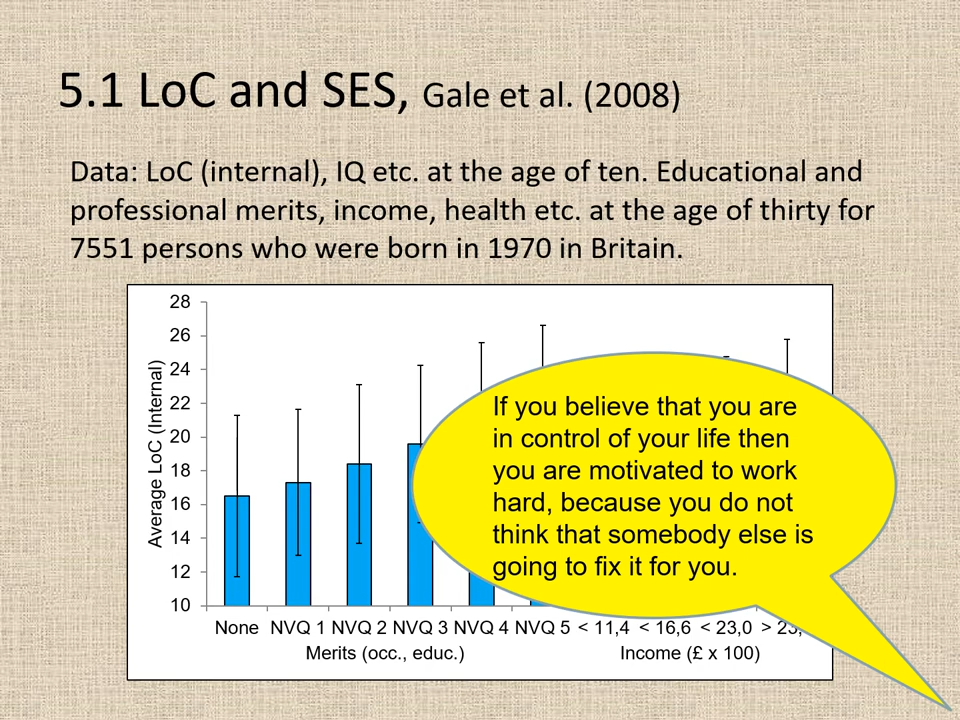 5.1 LoC and SES, Gale et al. (2008)
Data: LoC (internal), IQ etc. at the age of ten. Educational and
professional merits, income, health etc. at the age of thirty for
7551 persons who were born in 1970 in Britain.
28
26
24
22
20
18
16
14
12
10
Average LoC (Internal)
If you believe that you are
in control of your life then
you are motivated to work
hard, because you do not
think that somebody else is
going to fix it for you.
None NVQ 1 NVQ 2 NVQ 3 NVQ 4 NVQ 5 < 11,4 < 16,6 < 23,0 > 23,
Merits (occ., educ.) Income (£ x 100)